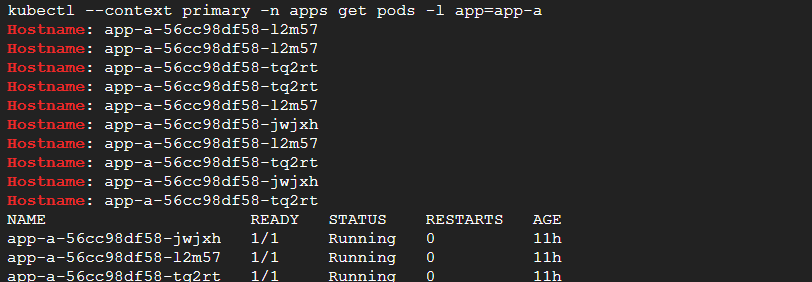 kubectl --context primary -n apps get pods -l app=app-a
Hostname: app-a-56cc98df58-l2m57
Hostname: app-a-56cc98df58-l2m57
Hostname: app-a-56cc98df58-tq2rt
Hostname: app-a-56cc98df58-tq2rt
Hostname: app-a-56cc98df58-l2m57
Hostname: app-a-56cc98df58-jwjxh
Hostname: app-a-56cc98df58-l2m57
Hostname: app-a-56cc98df58-tq2rt
Hostname: app-a-56cc98df58-jwjxh
Hostname: app-a-56cc98df58-tq2rt
NAME READY STATUS RESTARTS AGE
app-a-56cc98df58-jwjxh 1/1 Running 0 11h
app-a-56cc98df58-l2m57 1/1 Running 0 11h
app-a-56cc98df58-tq2rt 1/1 Running 0 11h